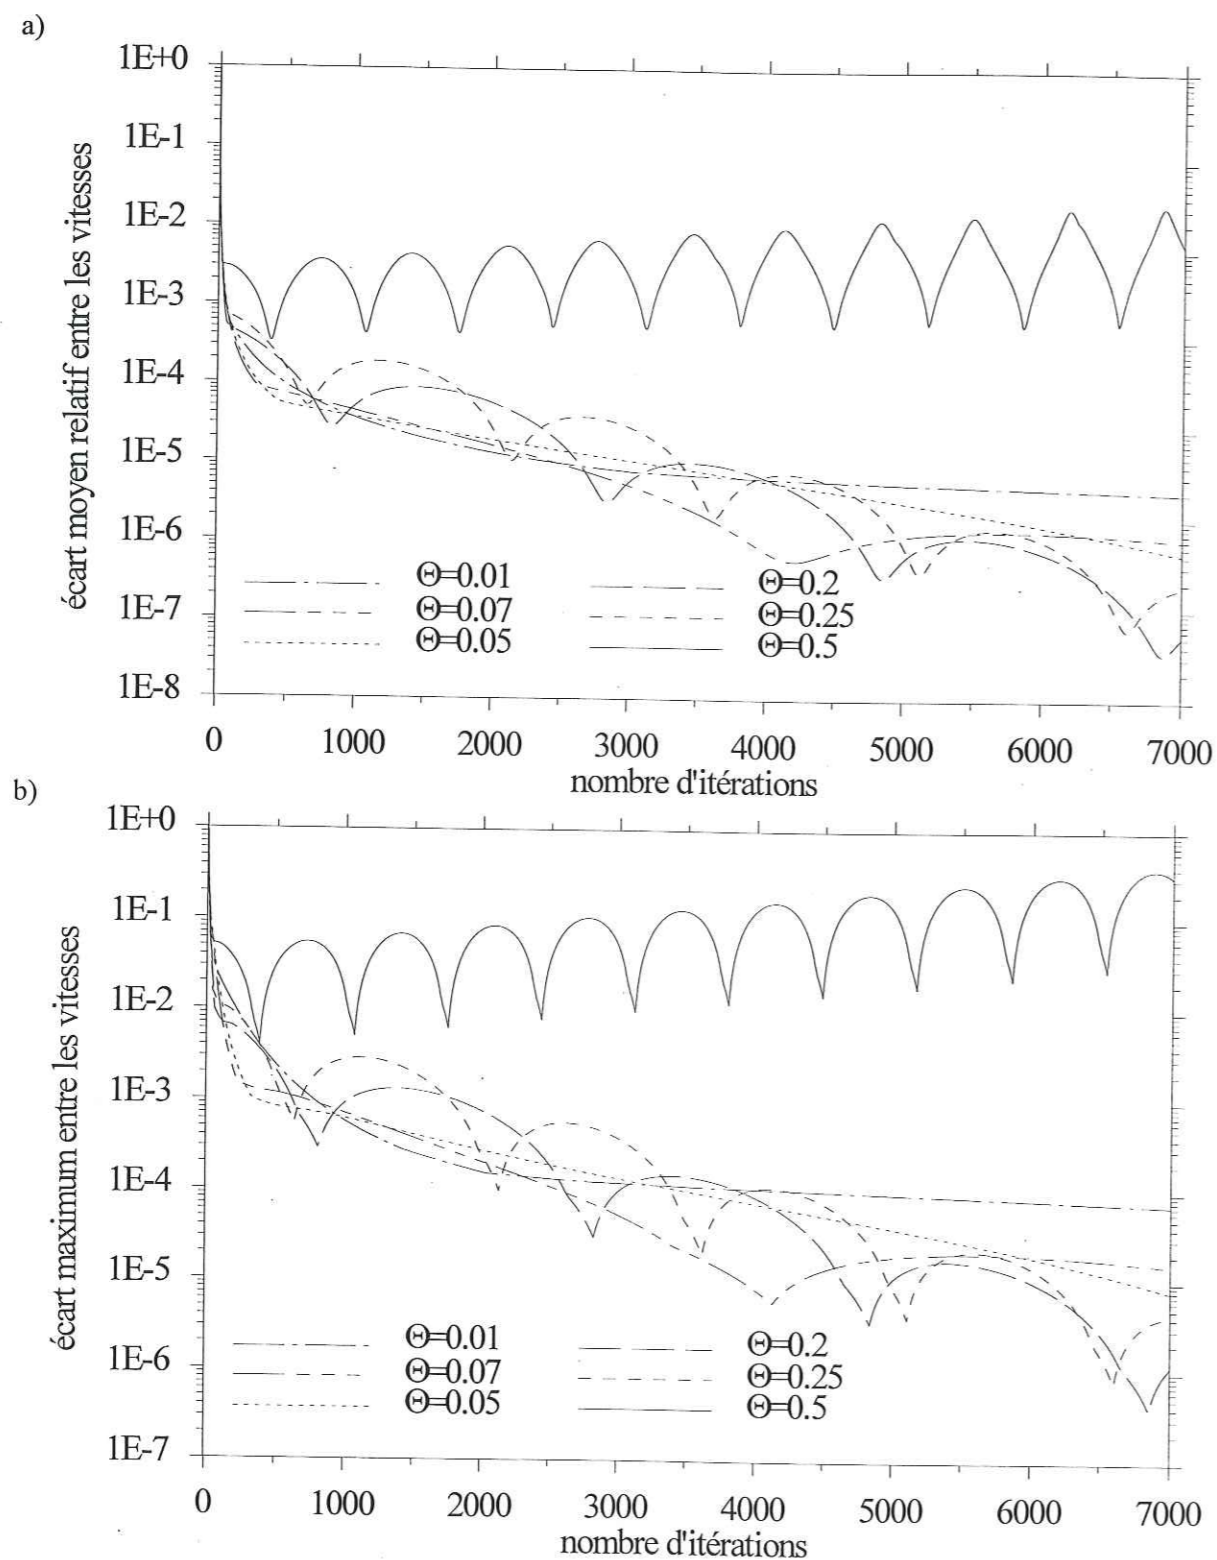 a)
1E+0
1E-1
1E-2
1E-3
1E-4
1E-5
1E-6
1E-7
1E-8
écart moyen relatif entre les vitesses
Θ=0.01 Θ=0.2
Θ=0.07 Θ=0.25
Θ=0.05 Θ=0.5
0 1000 2000 3000 4000 5000 6000 7000
nombre d'itérations
b)
1E+0
1E-1
1E-2
1E-3
1E-4
1E-5
1E-6
1E-7
écart maximum entre les vitesses
Θ=0.01 Θ=0.2
Θ=0.07 Θ=0.25
Θ=0.05 Θ=0.5
0 1000 2000 3000 4000 5000 6000 7000
nombre d'itérations